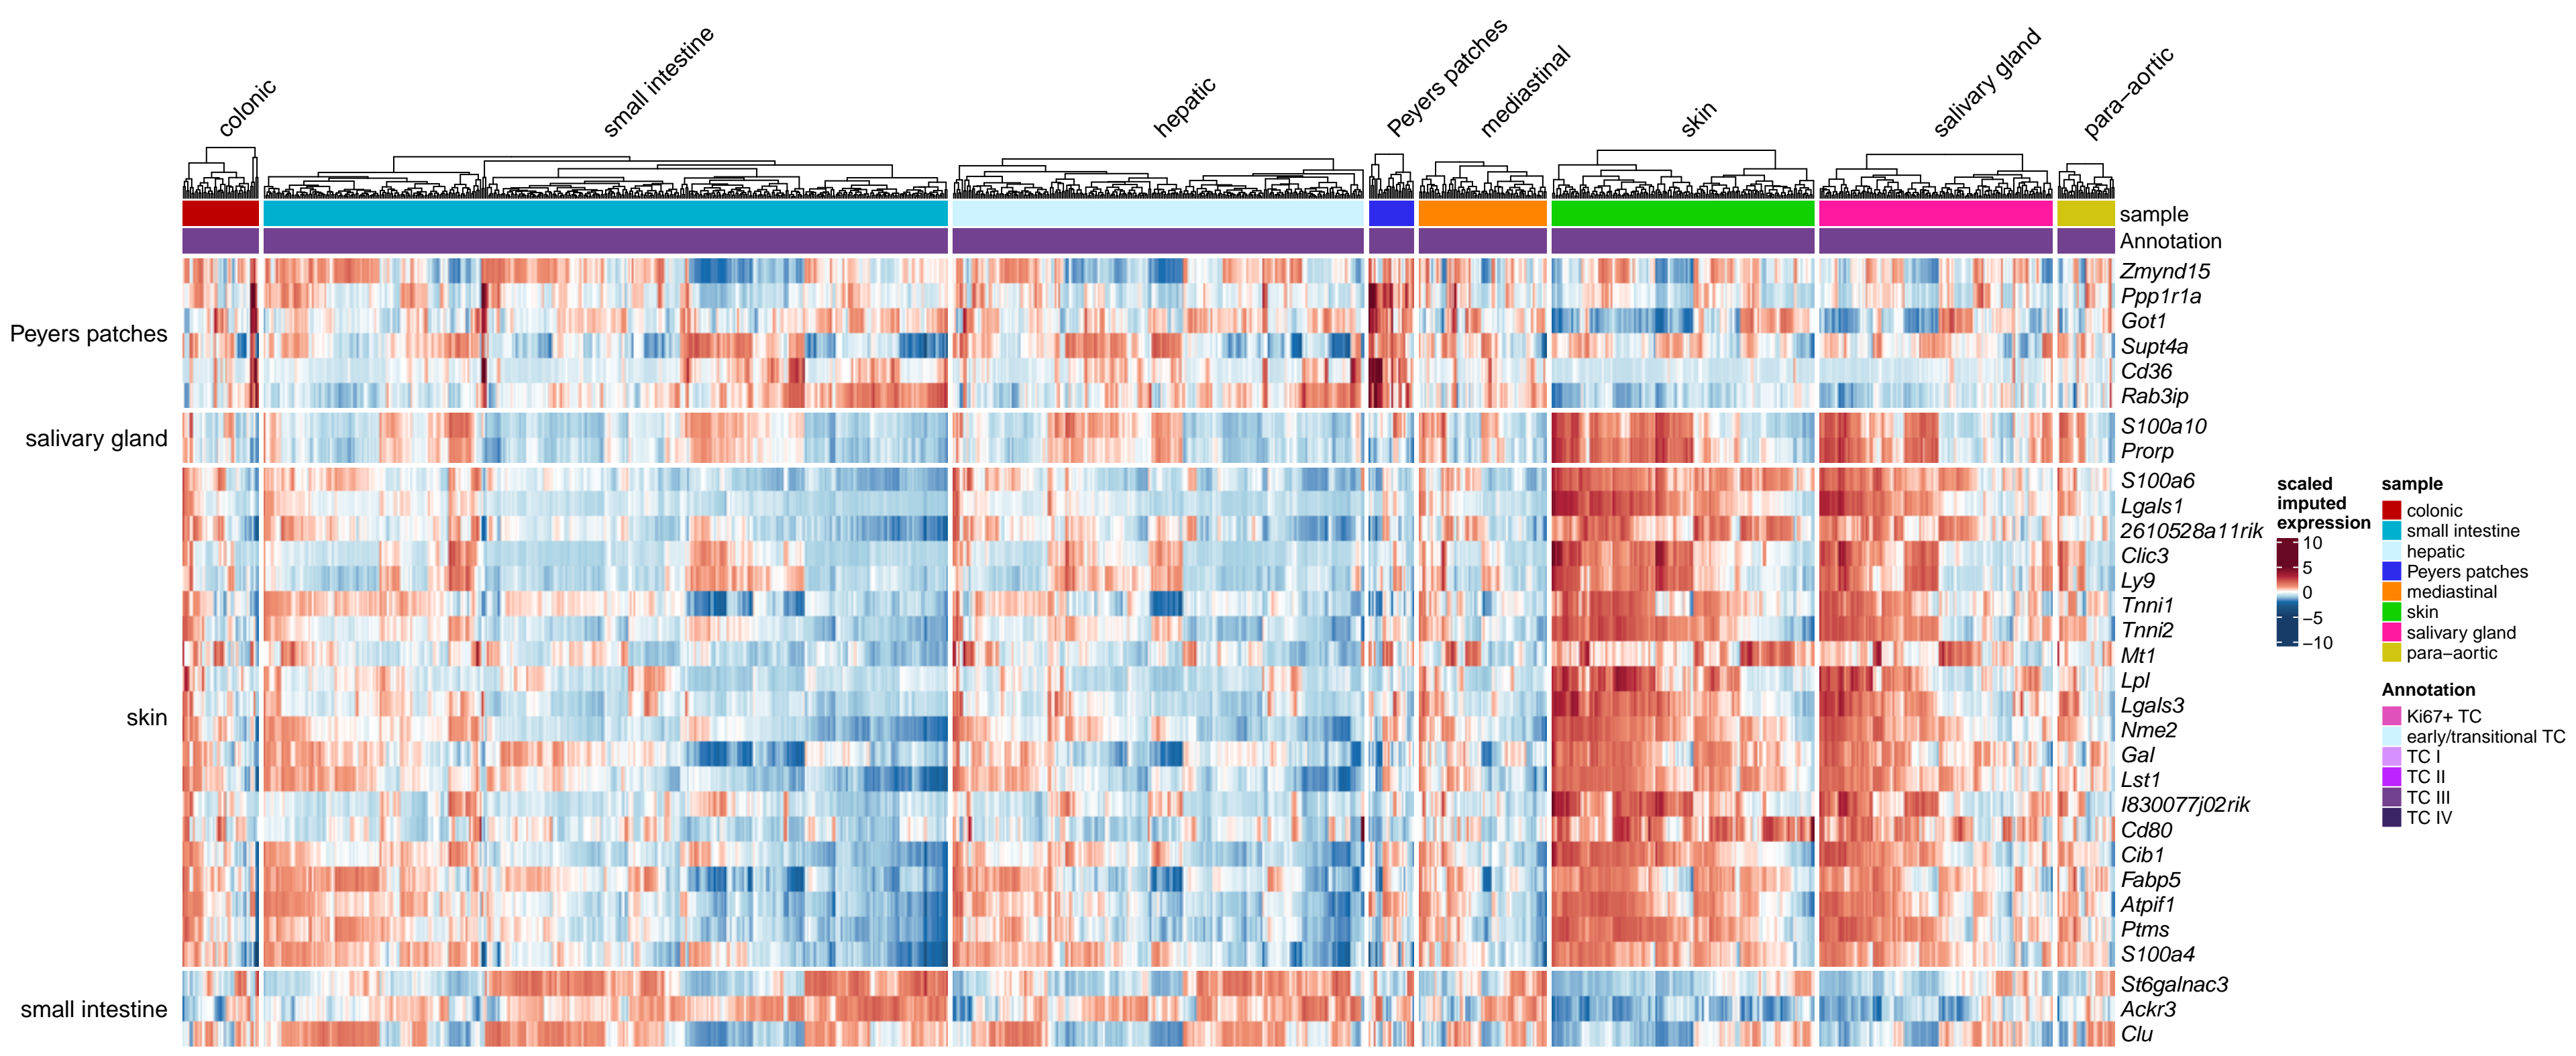 colonic
small intestine
hepatic
Peyers patches
mediastinal
skin
salivary gland
para−aortic
sample
Annotation
Peyers patches
Zmynd15
Ppp1r1a
Got1
Supt4a
Cd36
Rab3ip
salivary gland
S100a10
Prorp
skin
S100a6
Lgals1
2610528a11rik
Clic3
Ly9
Tnni1
Tnni2
Mt1
Lpl
Lgals3
Nme2
Gal
Lst1
I830077j02rik
Cd80
Cib1
Fabp5
Atpif1
Ptms
S100a4
small intestine
St6galnac3
Ackr3
Clu
scaled
imputed
expression
10
5
0
−5
−10
sample
colonic
small intestine
hepatic
Peyers patches
mediastinal
skin
salivary gland
para−aortic
Annotation
Ki67+ TC
early/transitional TC
TC I
TC II
TC III
TC IV